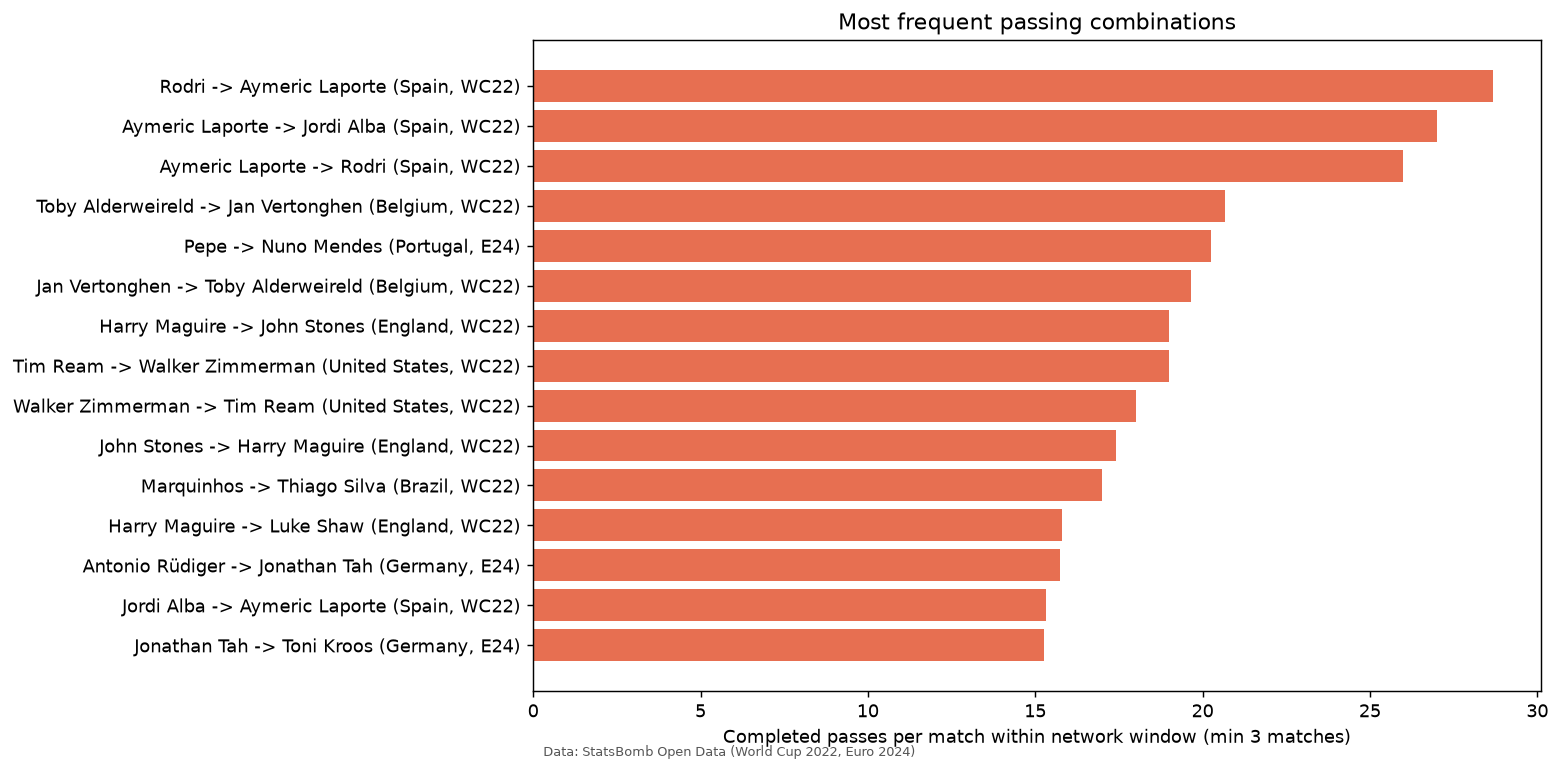 Most frequent passing combinations
Rodri -> Aymeric Laporte (Spain, WC22)
Aymeric Laporte -> Jordi Alba (Spain, WC22)
Aymeric Laporte -> Rodri (Spain, WC22)
Toby Alderweireld -> Jan Vertonghen (Belgium, WC22)
Pepe -> Nuno Mendes (Portugal, E24)
Jan Vertonghen -> Toby Alderweireld (Belgium, WC22)
Harry Maguire -> John Stones (England, WC22)
Tim Ream -> Walker Zimmerman (United States, WC22)
Walker Zimmerman -> Tim Ream (United States, WC22)
John Stones -> Harry Maguire (England, WC22)
Marquinhos -> Thiago Silva (Brazil, WC22)
Harry Maguire -> Luke Shaw (England, WC22)
Antonio Rüdiger -> Jonathan Tah (Germany, E24)
Jordi Alba -> Aymeric Laporte (Spain, WC22)
Jonathan Tah -> Toni Kroos (Germany, E24)
0 5 10 15 20 25 30
Completed passes per match within network window (min 3 matches)
Data: StatsBomb Open Data (World Cup 2022, Euro 2024)